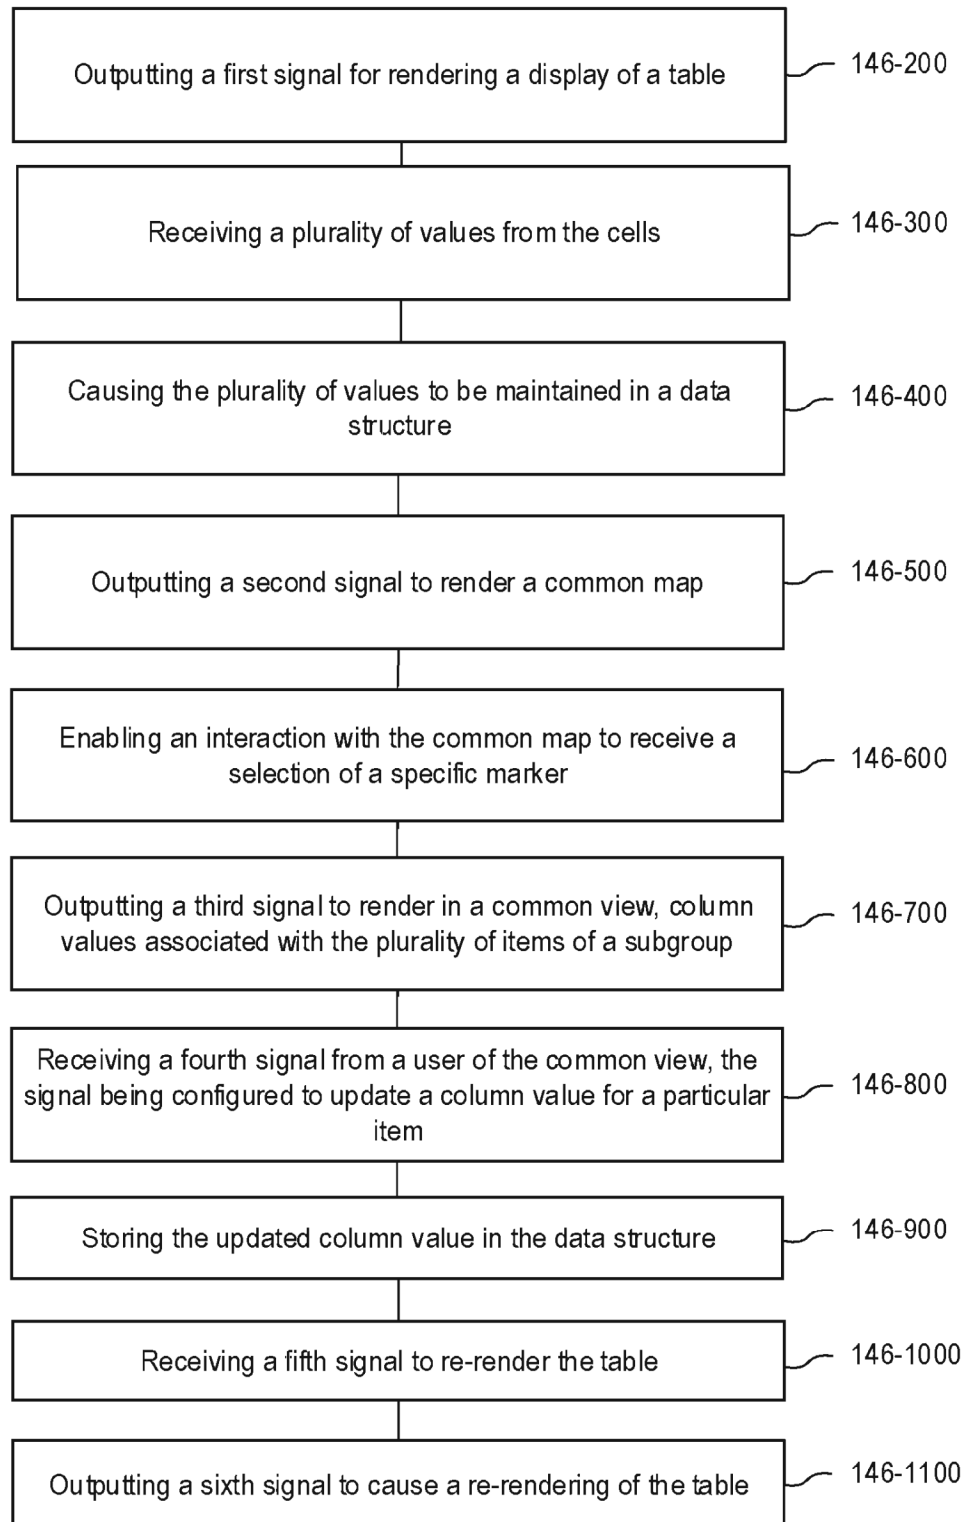 Outputting a first signal for rendering a display of a table
146-200
Receiving a plurality of values from the cells
146-300
Causing the plurality of values to be maintained in a data
structure
146-400
Outputting a second signal to render a common map
146-500
Enabling an interaction with the common map to receive a
selection of a specific marker
146-600
Outputting a third signal to render in a common view, column
values associated with the plurality of items of a subgroup
146-700
Receiving a fourth signal from a user of the common view, the
signal being configured to update a column value for a particular
item
146-800
Storing the updated column value in the data structure
146-900
Receiving a fifth signal to re-render the table
146-1000
Outputting a sixth signal to cause a re-rendering of the table
146-1100